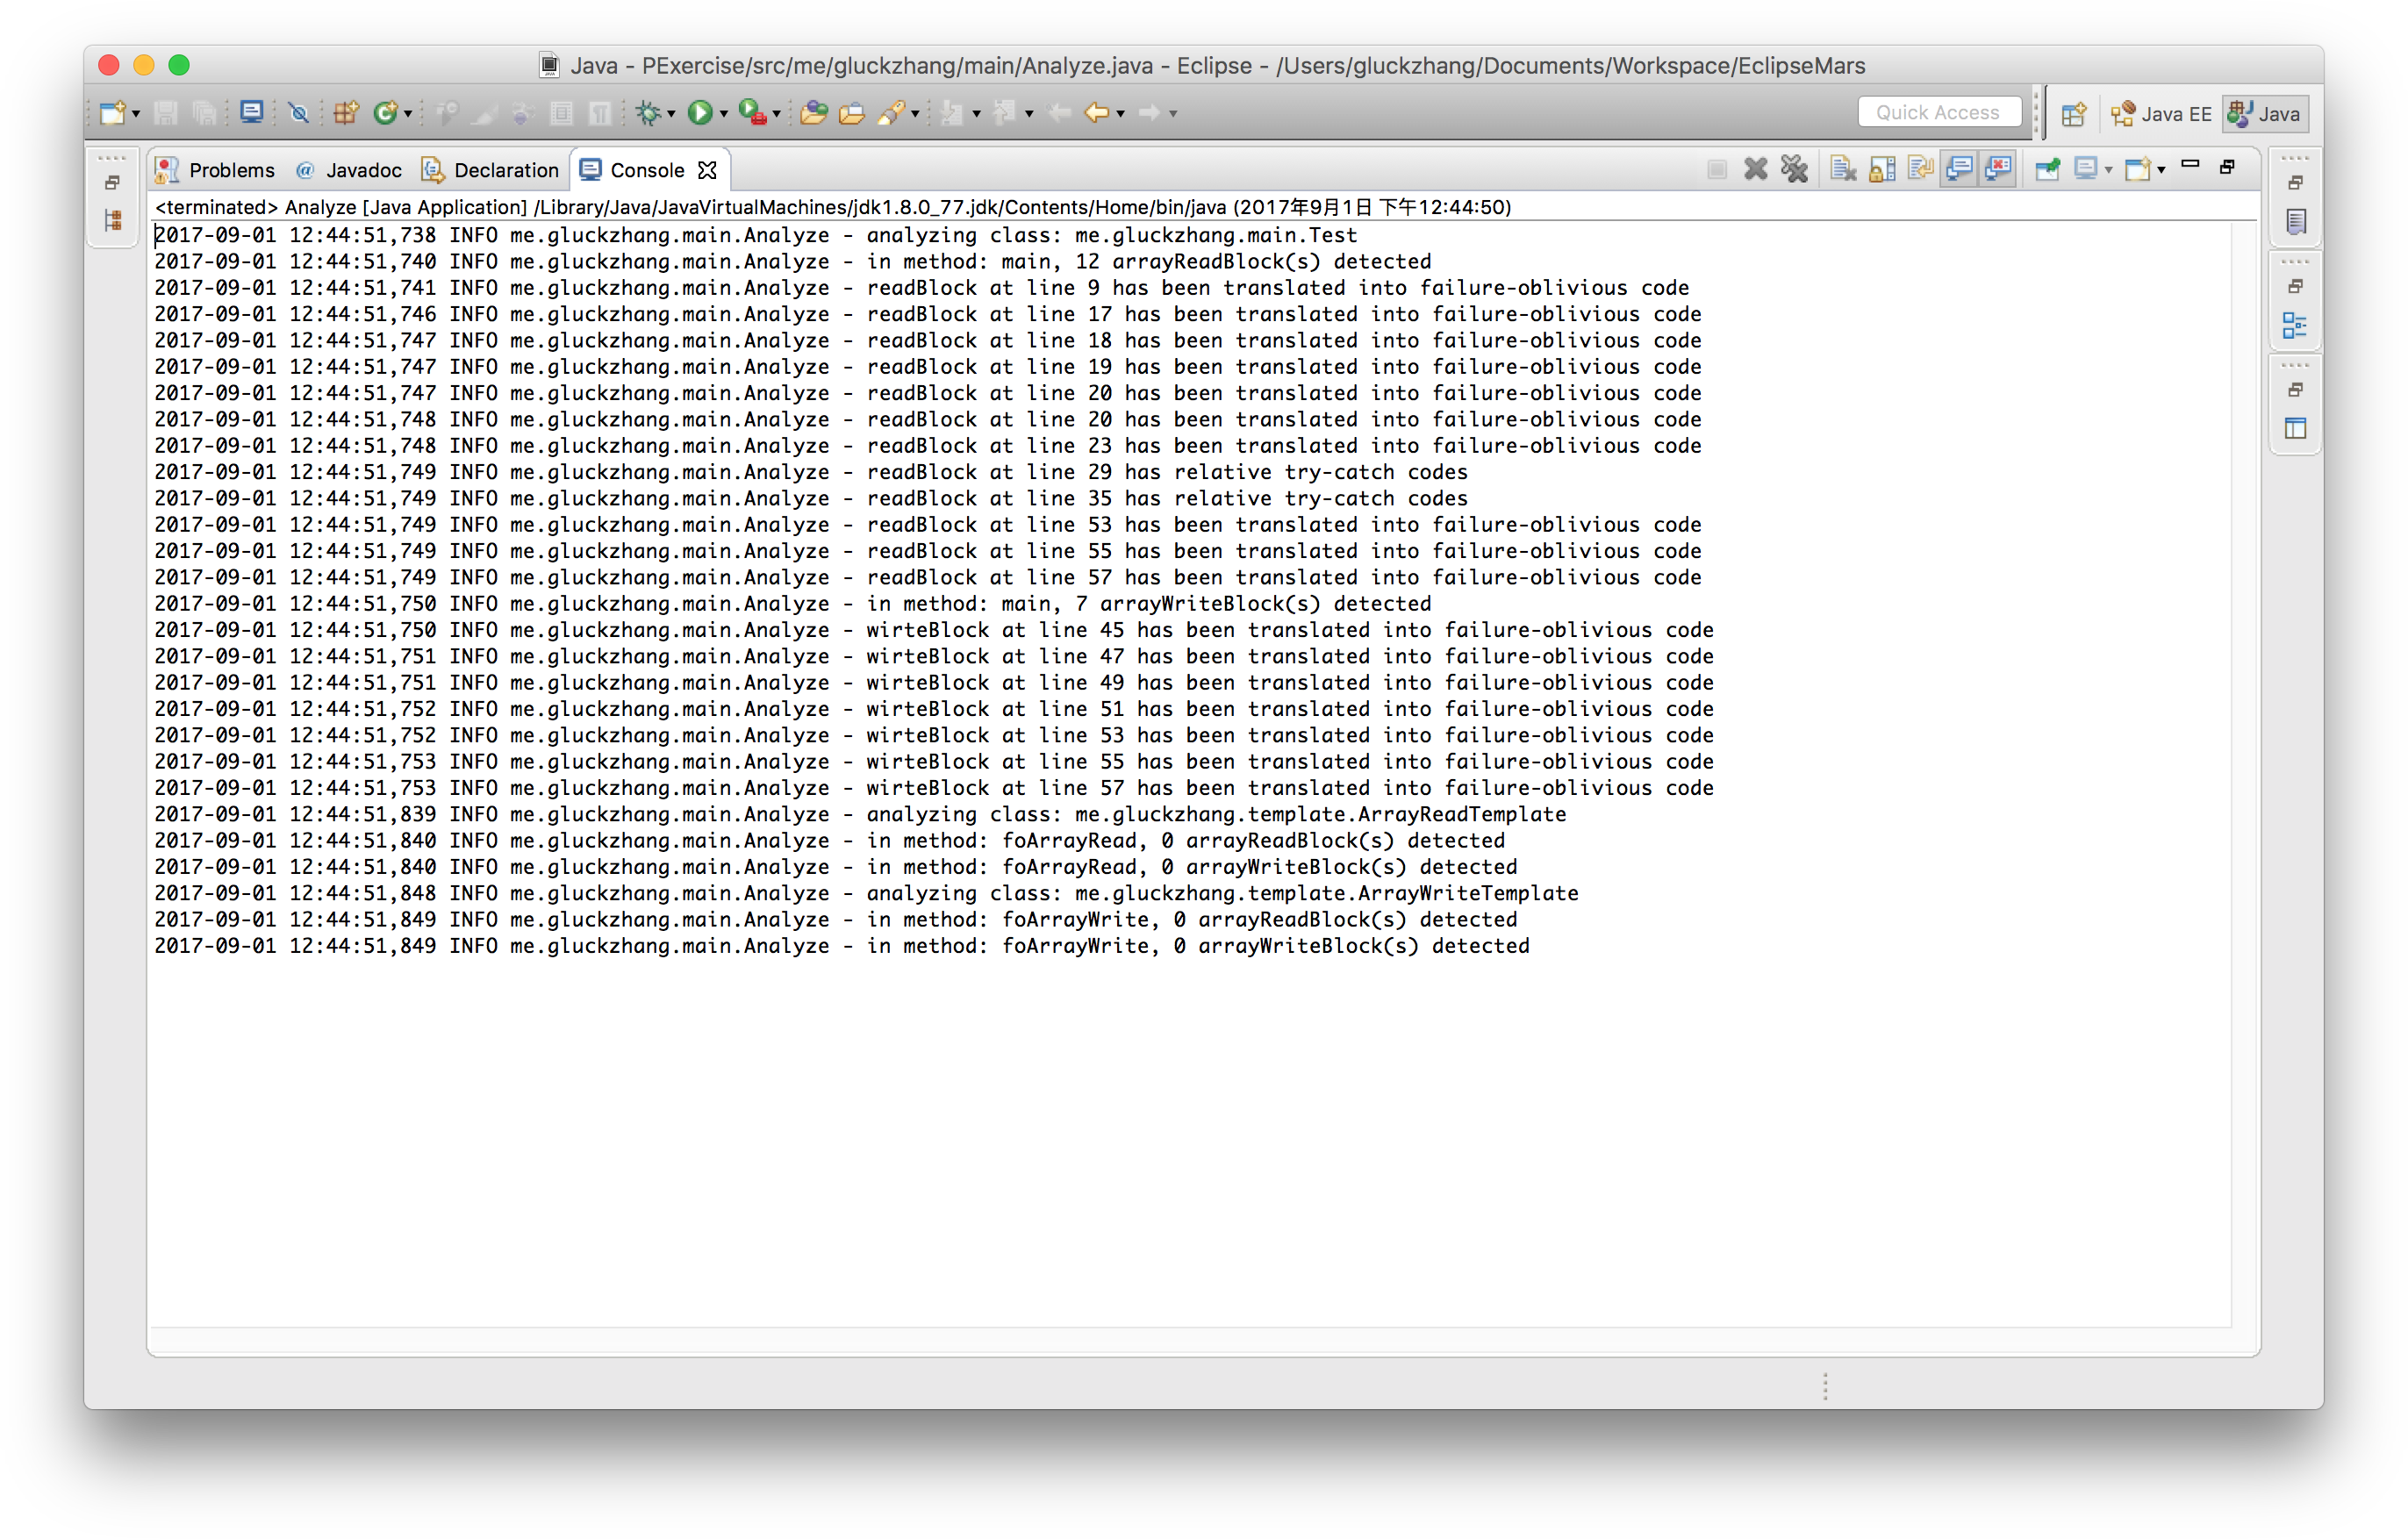 Java - PExercise/src/me/gluckzhang/main/Analyze.java - Eclipse - /Users/gluckzhang/Documents/Workspace/EclipseMars
Quick Access
Java EE
Java
Problems
Javadoc
Declaration
Console
<terminated> Analyze [Java Application] /Library/Java/JavaVirtualMachines/jdk1.8.0_77.jdk/Contents/Home/bin/java (2017年9月1日 下午12:44:50)
2017-09-01 12:44:51,738 INFO me.gluckzhang.main.Analyze - analyzing class: me.gluckzhang.main.Test
2017-09-01 12:44:51,740 INFO me.gluckzhang.main.Analyze - in method: main, 12 arrayReadBlock(s) detected
2017-09-01 12:44:51,741 INFO me.gluckzhang.main.Analyze - readBlock at line 9 has been translated into failure-oblivious code
2017-09-01 12:44:51,746 INFO me.gluckzhang.main.Analyze - readBlock at line 17 has been translated into failure-oblivious code
2017-09-01 12:44:51,747 INFO me.gluckzhang.main.Analyze - readBlock at line 18 has been translated into failure-oblivious code
2017-09-01 12:44:51,747 INFO me.gluckzhang.main.Analyze - readBlock at line 19 has been translated into failure-oblivious code
2017-09-01 12:44:51,747 INFO me.gluckzhang.main.Analyze - readBlock at line 20 has been translated into failure-oblivious code
2017-09-01 12:44:51,748 INFO me.gluckzhang.main.Analyze - readBlock at line 20 has been translated into failure-oblivious code
2017-09-01 12:44:51,748 INFO me.gluckzhang.main.Analyze - readBlock at line 23 has been translated into failure-oblivious code
2017-09-01 12:44:51,749 INFO me.gluckzhang.main.Analyze - readBlock at line 29 has relative try-catch codes
2017-09-01 12:44:51,749 INFO me.gluckzhang.main.Analyze - readBlock at line 35 has relative try-catch codes
2017-09-01 12:44:51,749 INFO me.gluckzhang.main.Analyze - readBlock at line 53 has been translated into failure-oblivious code
2017-09-01 12:44:51,749 INFO me.gluckzhang.main.Analyze - readBlock at line 55 has been translated into failure-oblivious code
2017-09-01 12:44:51,749 INFO me.gluckzhang.main.Analyze - readBlock at line 57 has been translated into failure-oblivious code
2017-09-01 12:44:51,750 INFO me.gluckzhang.main.Analyze - in method: main, 7 arrayWriteBlock(s) detected
2017-09-01 12:44:51,750 INFO me.gluckzhang.main.Analyze - wirteBlock at line 45 has been translated into failure-oblivious code
2017-09-01 12:44:51,751 INFO me.gluckzhang.main.Analyze - wirteBlock at line 47 has been translated into failure-oblivious code
2017-09-01 12:44:51,751 INFO me.gluckzhang.main.Analyze - wirteBlock at line 49 has been translated into failure-oblivious code
2017-09-01 12:44:51,752 INFO me.gluckzhang.main.Analyze - wirteBlock at line 51 has been translated into failure-oblivious code
2017-09-01 12:44:51,752 INFO me.gluckzhang.main.Analyze - wirteBlock at line 53 has been translated into failure-oblivious code
2017-09-01 12:44:51,753 INFO me.gluckzhang.main.Analyze - wirteBlock at line 55 has been translated into failure-oblivious code
2017-09-01 12:44:51,753 INFO me.gluckzhang.main.Analyze - wirteBlock at line 57 has been translated into failure-oblivious code
2017-09-01 12:44:51,839 INFO me.gluckzhang.main.Analyze - analyzing class: me.gluckzhang.template.ArrayReadTemplate
2017-09-01 12:44:51,840 INFO me.gluckzhang.main.Analyze - in method: foArrayRead, 0 arrayReadBlock(s) detected
2017-09-01 12:44:51,840 INFO me.gluckzhang.main.Analyze - in method: foArrayRead, 0 arrayWriteBlock(s) detected
2017-09-01 12:44:51,848 INFO me.gluckzhang.main.Analyze - analyzing class: me.gluckzhang.template.ArrayWriteTemplate
2017-09-01 12:44:51,849 INFO me.gluckzhang.main.Analyze - in method: foArrayWrite, 0 arrayReadBlock(s) detected
2017-09-01 12:44:51,849 INFO me.gluckzhang.main.Analyze - in method: foArrayWrite, 0 arrayWriteBlock(s) detected